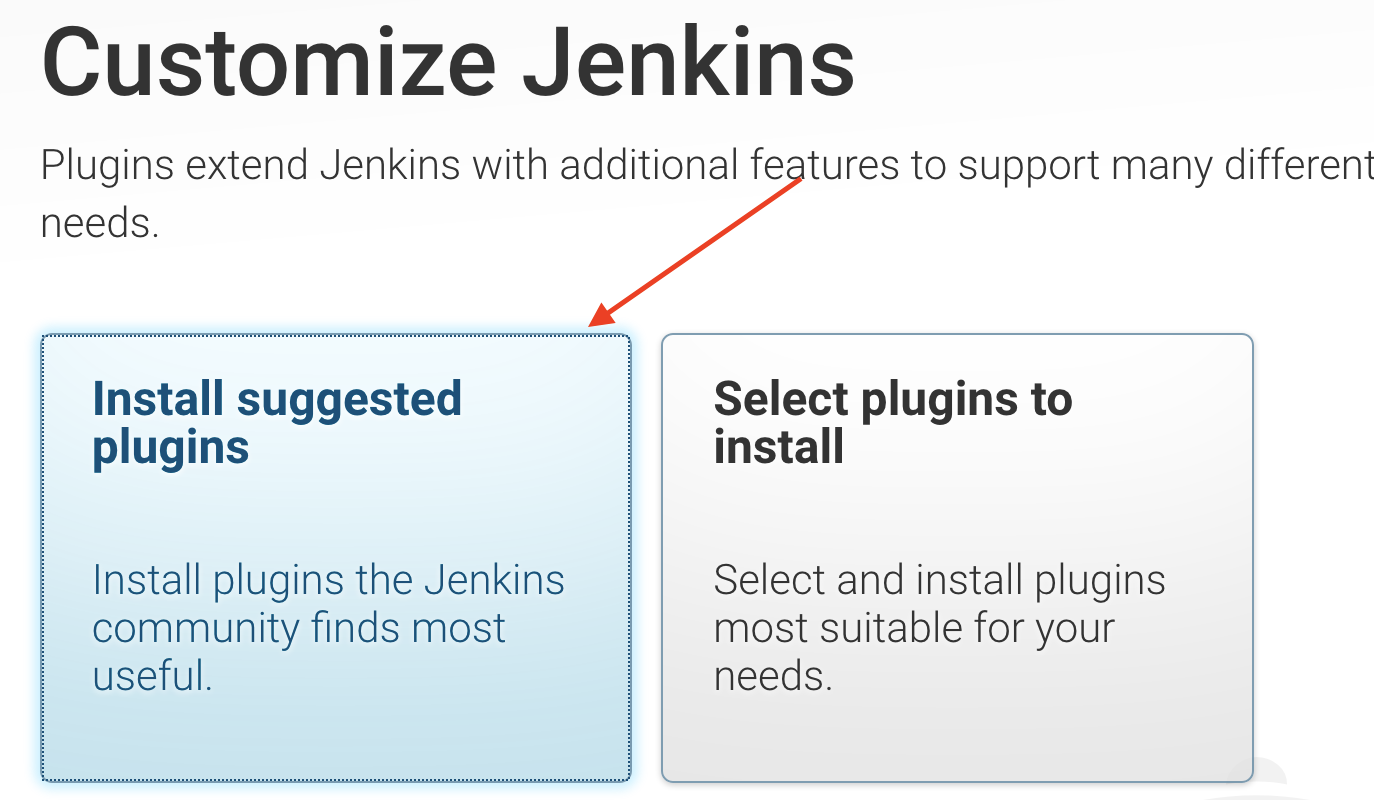 Customize Jenkins
Plugins extend Jenkins with additional features to support many different
needs.
Install suggested
plugins
Install plugins the Jenkins
community finds most
useful.
Select plugins to
install
Select and install plugins
most suitable for your
needs.